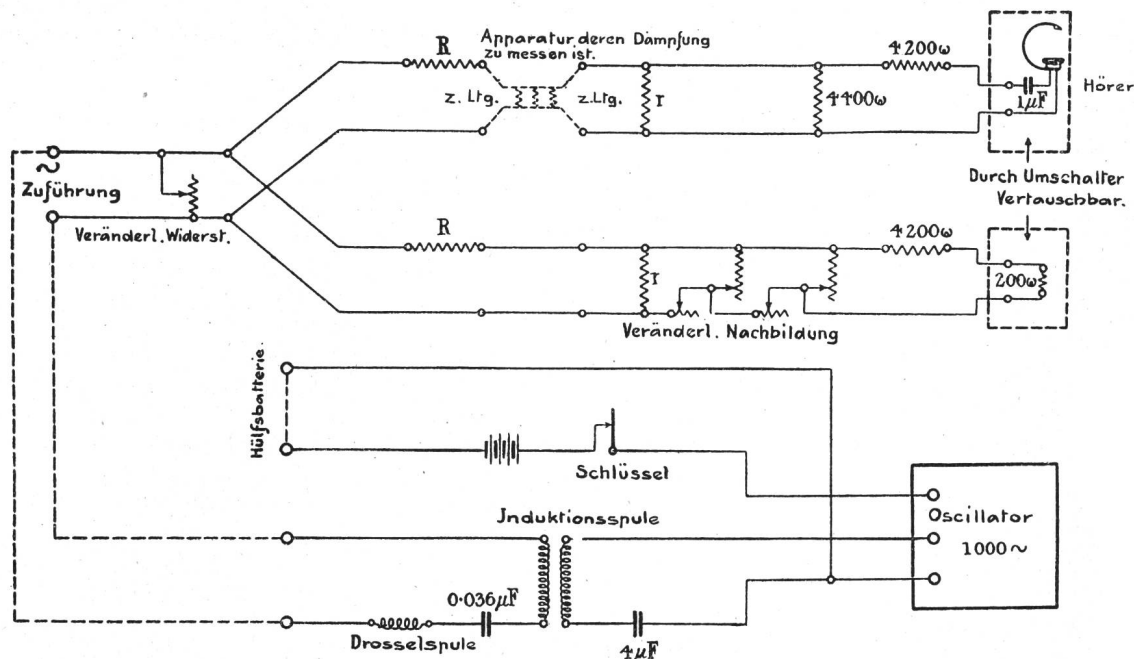 Apparatur, deren Dämpfung
zu messen ist.
R
z. Ltg.
z. Ltg.
r
4400ω
4200ω
1µF
Hörer
Durch Umschalter
Vertauschbar.
~
Zuführung
Veränderl. Widerst.
R
r
4200ω
200ω
Veränderl. Nachbildung
Hülfsbatterie.
Schlüssel
Induktionsspule
Oscillator
1000~
0·036µF
Drosselspule
4µF